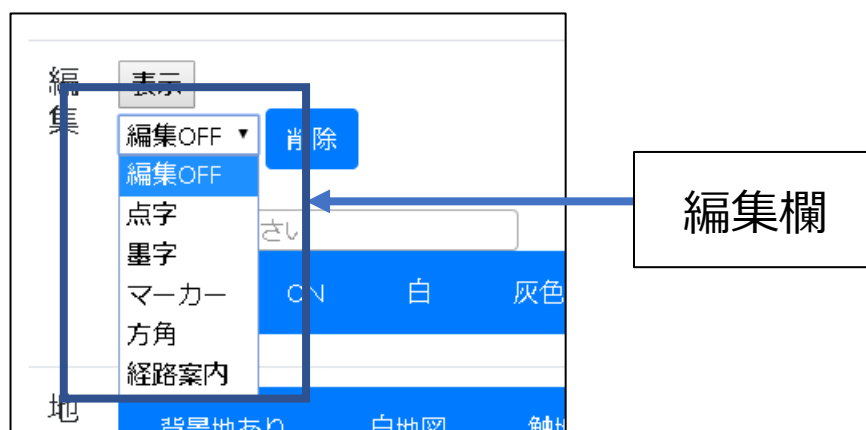 編集
表示
編集OFF
削除
編集OFF
点字
さい
墨字
マーカー
ON
白
灰色
方角
経路案内
地
背景地あり
白地図
編集欄